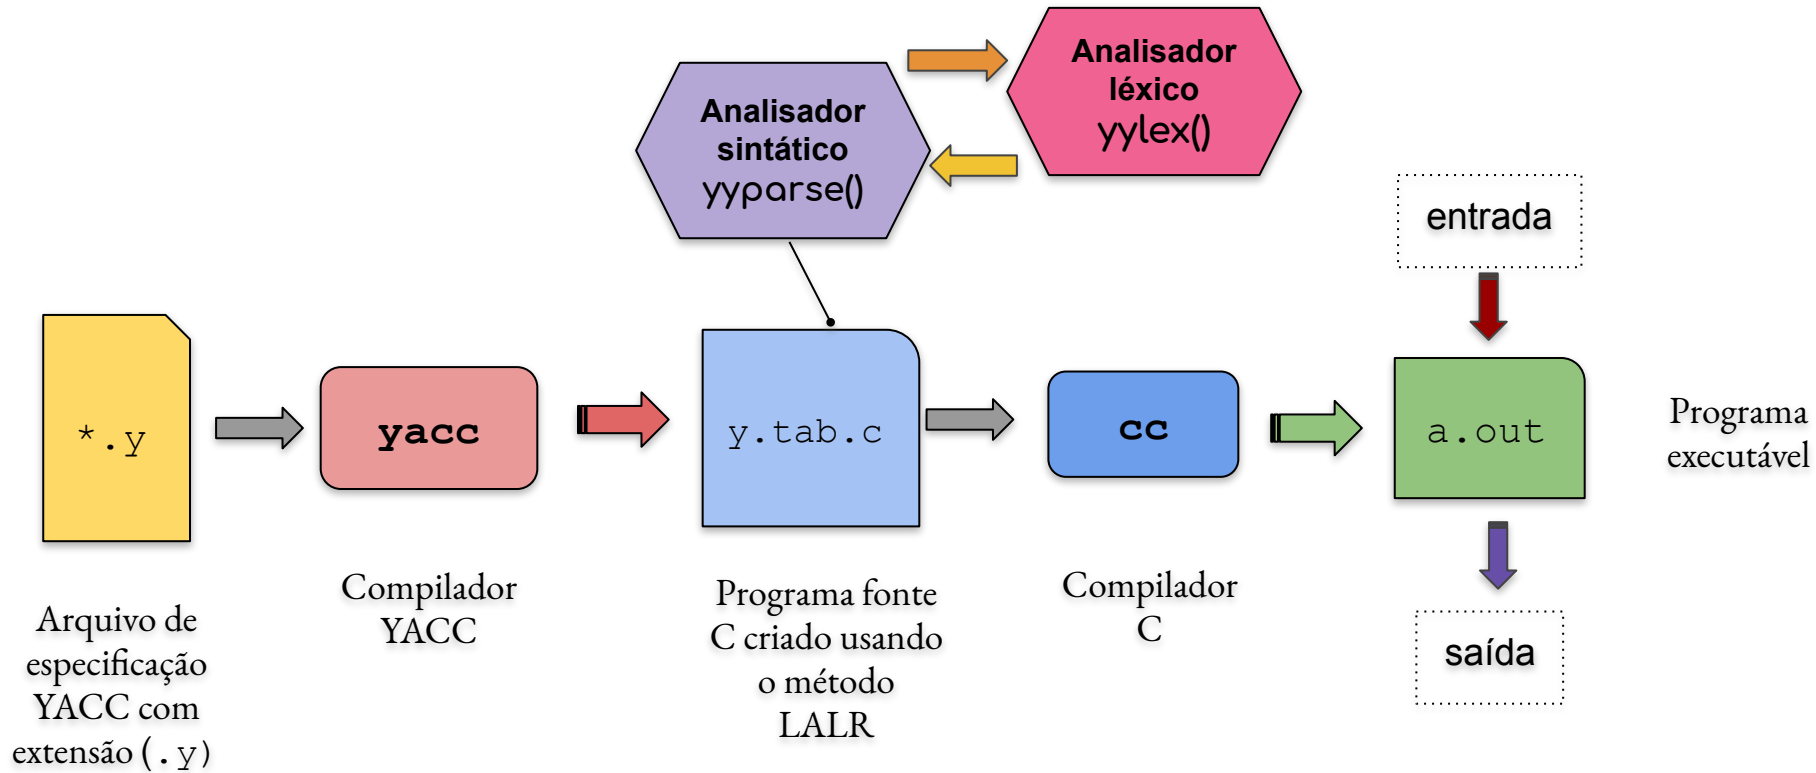 Analisador
léxico
yylex()
Analisador
sintático
yyparse()
entrada
*.y
yacc
y.tab.c
cc
a.out
Programa
executável
Arquivo de
especificação
YACC com
extensão (.y)
Compilador
YACC
Programa fonte
C criado usando
o método
LALR
Compilador
C
saída